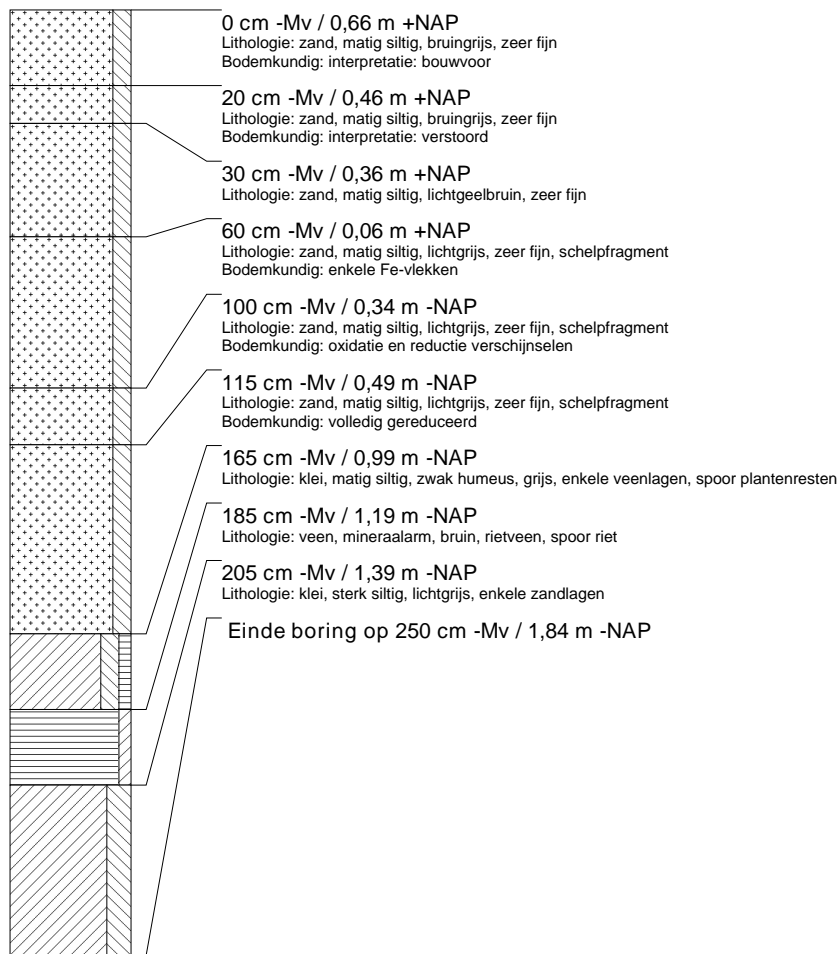 0 cm -Mv / 0,66 m +NAP
Lithologie: zand, matig siltig, bruingrijs, zeer fijn
Bodemkundig: interpretatie: bouwvoor
20 cm -Mv / 0,46 m +NAP
Lithologie: zand, matig siltig, bruingrijs, zeer fijn
Bodemkundig: interpretatie: verstoord
30 cm -Mv / 0,36 m +NAP
Lithologie: zand, matig siltig, lichtgeelbruin, zeer fijn
60 cm -Mv / 0,06 m +NAP
Lithologie: zand, matig siltig, lichtgrijs, zeer fijn, schelpfragment
Bodemkundig: enkele Fe-vlekken
100 cm -Mv / 0,34 m -NAP
Lithologie: zand, matig siltig, lichtgrijs, zeer fijn, schelpfragment
Bodemkundig: oxidatie en reductie verschijnselen
115 cm -Mv / 0,49 m -NAP
Lithologie: zand, matig siltig, lichtgrijs, zeer fijn, schelpfragment
Bodemkundig: volledig gereduceerd
165 cm -Mv / 0,99 m -NAP
Lithologie: klei, matig siltig, zwak humeus, grijs, enkele veenlagen, spoor plantenresten
185 cm -Mv / 1,19 m -NAP
Lithologie: veen, mineraalarm, bruin, rietveen, spoor riet
205 cm -Mv / 1,39 m -NAP
Lithologie: klei, sterk siltig, lichtgrijs, enkele zandlagen
Einde boring op 250 cm -Mv / 1,84 m -NAP